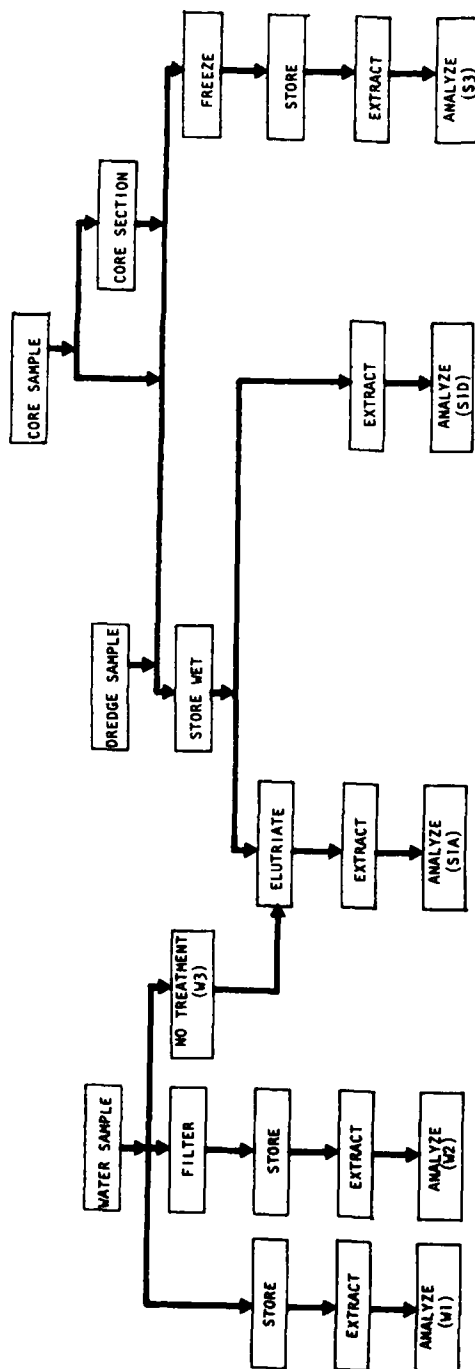 WATER SAMPLE
DREDGE SAMPLE
CORE SAMPLE
CORE SECTION
NO TREATMENT
(W3)
FILTER
STORE WET
FREEZE
STORE
STORE
ELUTRIATE
STORE
EXTRACT
EXTRACT
EXTRACT
EXTRACT
EXTRACT
ANALYZE
(W1)
ANALYZE
(W2)
ANALYZE
(S1A)
ANALYZE
(S1D)
ANALYZE
(S3)